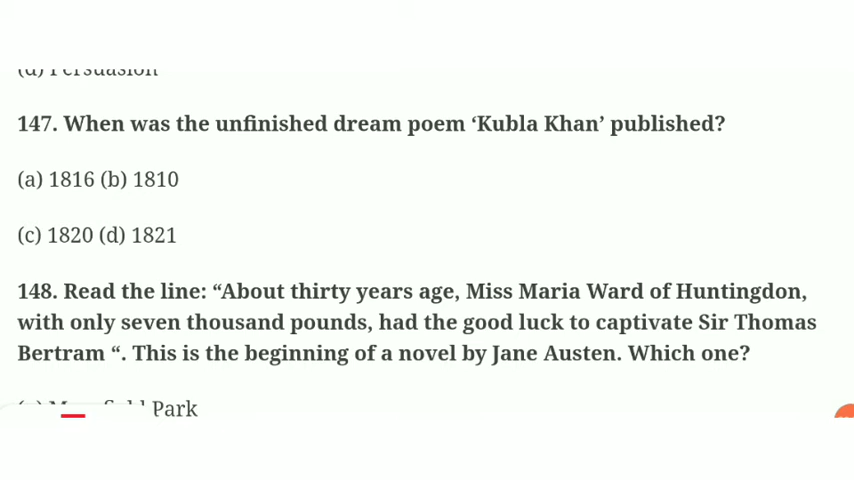 (d) Persuasion
147. When was the unfinished dream poem ‘Kubla Khan’ published?
(a) 1816 (b) 1810
(c) 1820 (d) 1821
148. Read the line: “About thirty years age, Miss Maria Ward of Huntingdon,
with only seven thousand pounds, had the good luck to captivate Sir Thomas
Bertram “. This is the beginning of a novel by Jane Austen. Which one?
(a) Mansfield Park